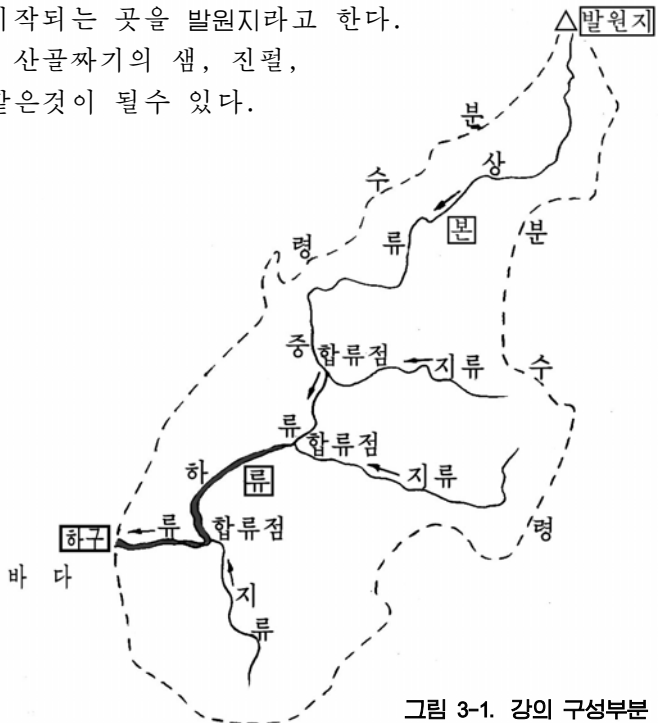 작되는 곳을 발원지라고 한다.
산골짜기의 샘, 진펄,
같은것이 될수 있다.
발원지
분
수
령
상
류
본
분
수
령
중
합류점
지류
류
합류점
지류
하
류
하구
류
합류점
바 다
지
류
그림 3-1. 강의 구성부분